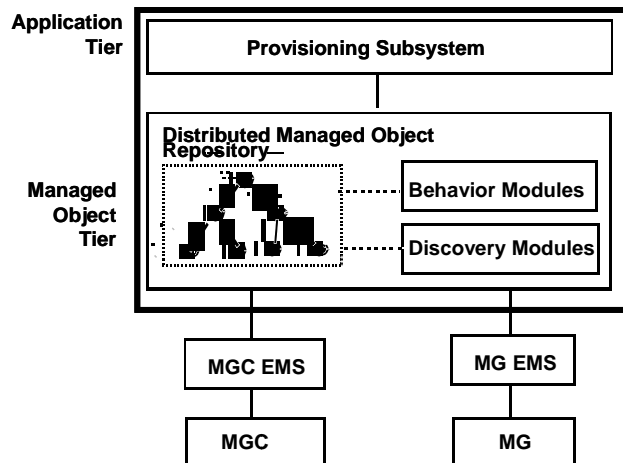 Application
Tier
Provisioning Subsystem
Distributed Managed Object
Repository
Managed
Object
Tier
Behavior Modules
Discovery Modules
MGC EMS
MG EMS
MGC
MG